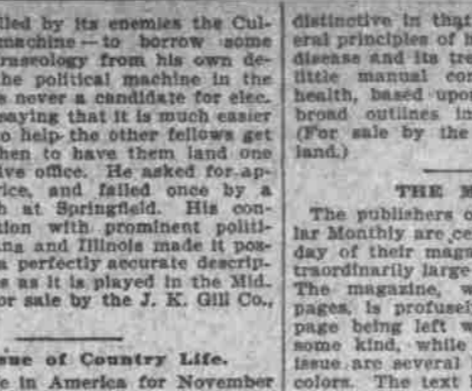 lled by its enemies the Cul-
machine—to borrow some
raseology from his own de-
he political machine in the
s never a candidate for elec-
saying that it is much easier
o help the other fellows get
hen to have them land one
ive office. He asked for ap-
rice, and failed once by a
h at Springfield. His con-
tion with prominent politi-
ana and Illinois made it pos-
a perfectly accurate descrip-
s as it is played in the Mid-
or sale by the J. K. Gill Co.,
sue of Country Life.
e in America for November
distinctive in that
eral principles of h
disease and its tre
little manual co
health, based upo
broad outlines in
(For sale by the
land.)
THE M
The publishers o
lar Monthly are ce
day of their maga
traordinarily large
The magazine, w
pages, is profusel
page being left w
some kind, while
issue are several
colors. The text